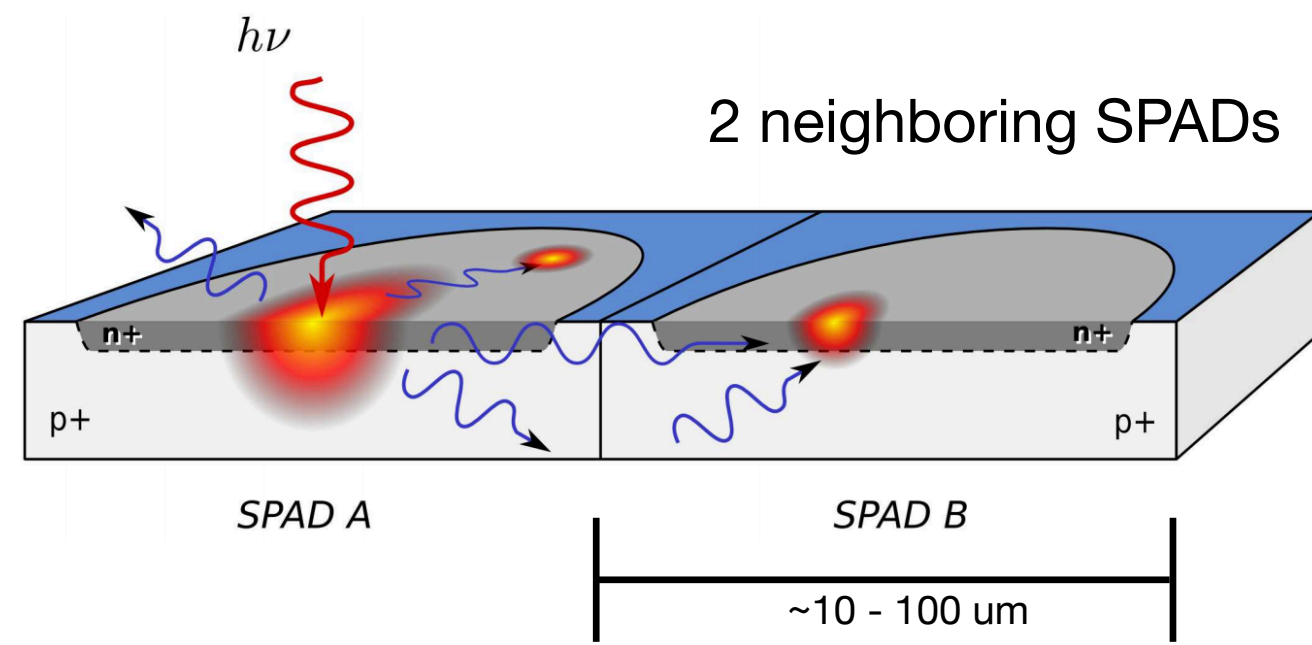 hν
2 neighboring SPADs
n+
n+
p+
p+
SPAD A
SPAD B
~10 - 100 um